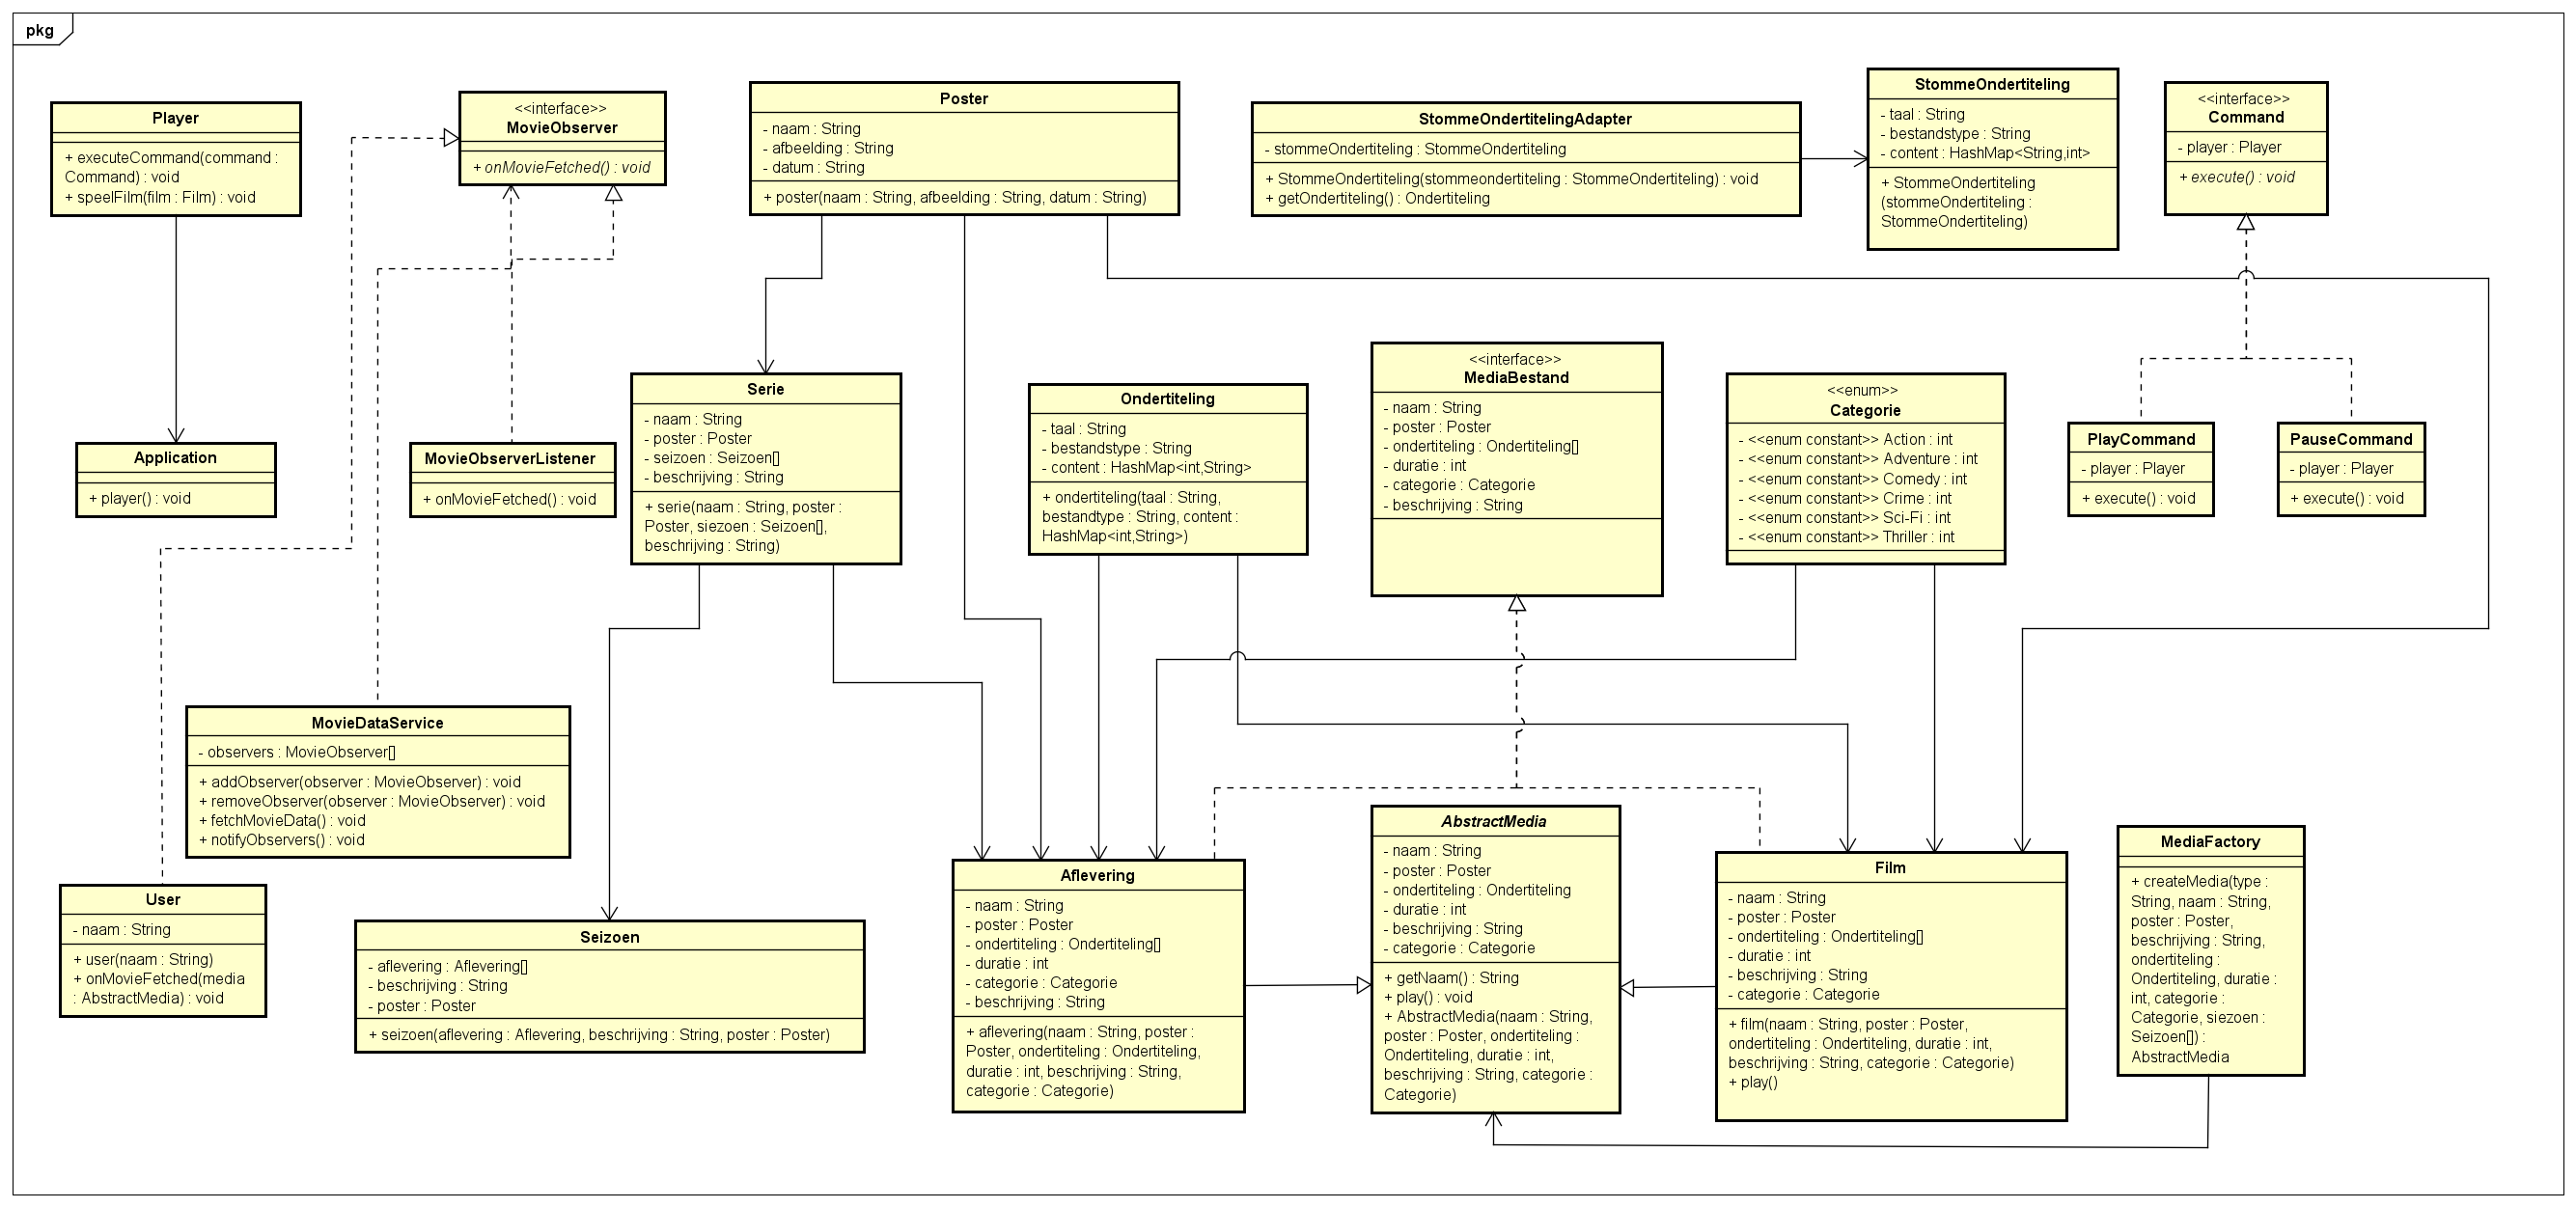 pkg
Player
+ executeCommand(command :
Command) : void
+ speelFilm(film : Film) : void
<<interface>>
MovieObserver
+ onMovieFetched() : void
Poster
- naam : String
- afbeelding : String
- datum : String
+ poster(naam : String, afbeelding : String, datum : String)
StommeOndertitelingAdapter
- stommeOndertiteling : StommeOndertiteling
+ StommeOndertiteling(stommeondertiteling : StommeOndertiteling) : void
+ getOndertiteling() : Ondertiteling
StommeOndertiteling
- taal : String
- bestandstype : String
- content : HashMap<String,int>
+ StommeOndertiteling
(stommeOndertiteling :
StommeOndertiteling)
<<interface>>
Command
- player : Player
+ execute() : void
Application
+ player() : void
MovieObserverListener
+ onMovieFetched() : void
Serie
- naam : String
- poster : Poster
- seizoen : Seizoen[]
- beschrijving : String
+ serie(naam : String, poster :
Poster, siezoen : Seizoen[],
beschrijving : String)
Ondertiteling
- taal : String
- bestandstype : String
- content : HashMap<int,String>
+ ondertiteling(taal : String,
bestandtype : String, content :
HashMap<int,String>)
<<interface>>
MediaBestand
- naam : String
- poster : Poster
- ondertiteling : Ondertiteling[]
- duratie : int
- categorie : Categorie
- beschrijving : String
<<enum>>
Categorie
- <<enum constant>> Action : int
- <<enum constant>> Adventure : int
- <<enum constant>> Comedy : int
- <<enum constant>> Crime : int
- <<enum constant>> Sci-Fi : int
- <<enum constant>> Thriller : int
PlayCommand
- player : Player
+ execute() : void
PauseCommand
- player : Player
+ execute() : void
MovieDataService
- observers : MovieObserver[]
+ addObserver(observer : MovieObserver) : void
+ removeObserver(observer : MovieObserver) : void
+ fetchMovieData() : void
+ notifyObservers() : void
User
- naam : String
+ user(naam : String)
+ onMovieFetched(media
: AbstractMedia) : void
Seizoen
- aflevering : Aflevering[]
- beschrijving : String
- poster : Poster
+ seizoen(aflevering : Aflevering, beschrijving : String, poster : Poster)
Aflevering
- naam : String
- poster : Poster
- ondertiteling : Ondertiteling[]
- duratie : int
- categorie : Categorie
- beschrijving : String
+ aflevering(naam : String, poster :
Poster, ondertiteling : Ondertiteling,
duratie : int, beschrijving : String,
categorie : Categorie)
AbstractMedia
- naam : String
- poster : Poster
- ondertiteling : Ondertiteling
- duratie : int
- beschrijving : String
- categorie : Categorie
+ getNaam() : String
+ play() : void
+ AbstractMedia(naam : String,
poster : Poster, ondertiteling :
Ondertiteling, duratie : int,
beschrijving : String, categorie :
Categorie)
Film
- naam : String
- poster : Poster
- ondertiteling : Ondertiteling[]
- duratie : int
- beschrijving : String
- categorie : Categorie
+ film(naam : String, poster : Poster,
ondertiteling : Ondertiteling, duratie : int,
beschrijving : String, categorie : Categorie)
+ play()
MediaFactory
+ createMedia(type :
String, naam : String,
poster : Poster,
beschrijving : String,
ondertiteling :
Ondertiteling, duratie :
int, categorie :
Categorie, siezoen :
Seizoen[]) :
AbstractMedia